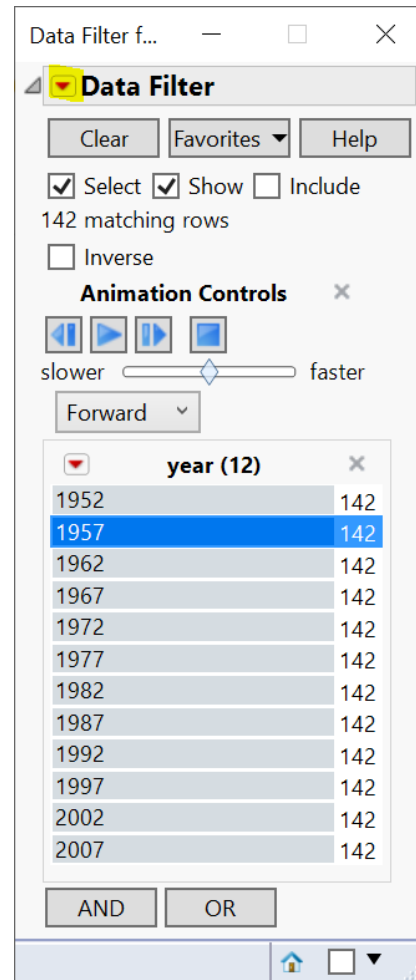 Data Filter f...
Data Filter
Clear Favorites Help
Select Show Include
142 matching rows
Inverse
Animation Controls
slower faster
Forward
year (12)
1952 142
1957 142
1962 142
1967 142
1972 142
1977 142
1982 142
1987 142
1992 142
1997 142
2002 142
2007 142
AND OR